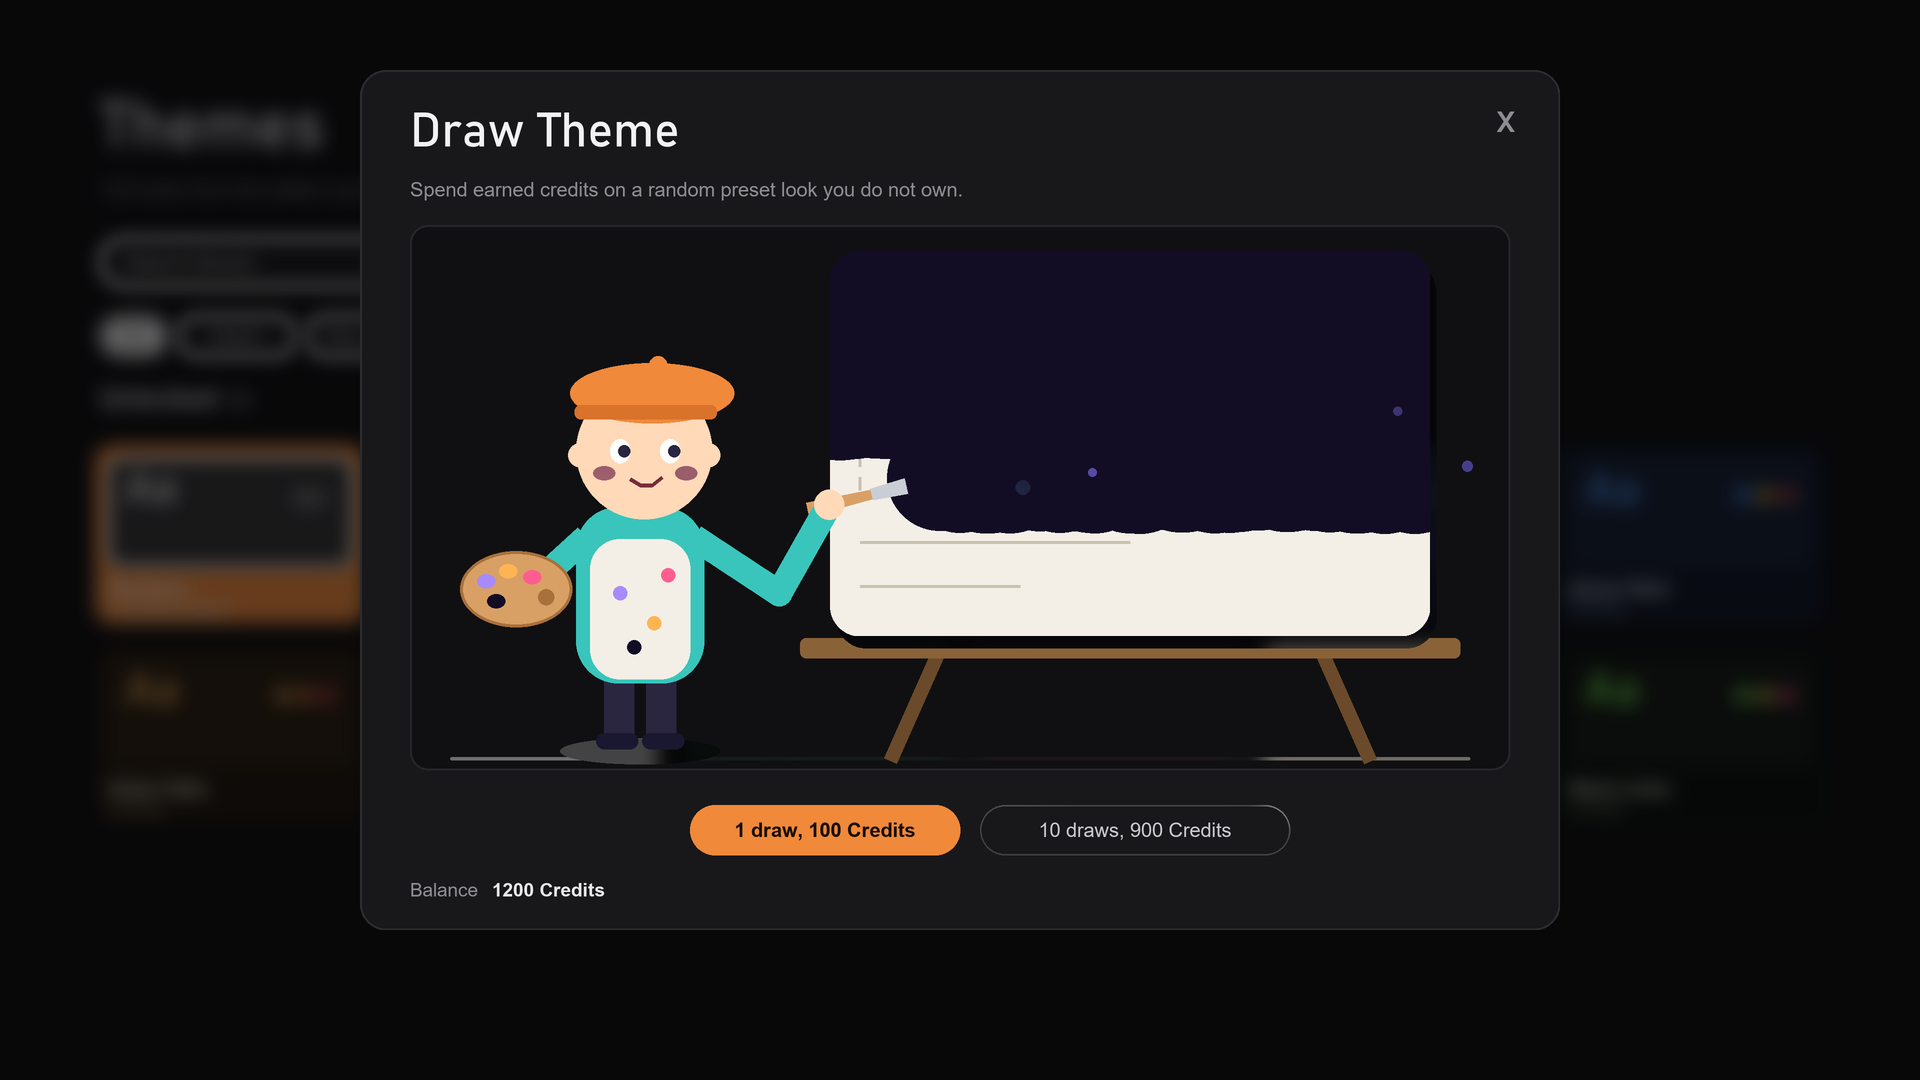 Themes
Draw Theme
X
Spend earned credits on a random preset look you do not own.
1 draw, 100 Credits
10 draws, 900 Credits
Balance 1200 Credits